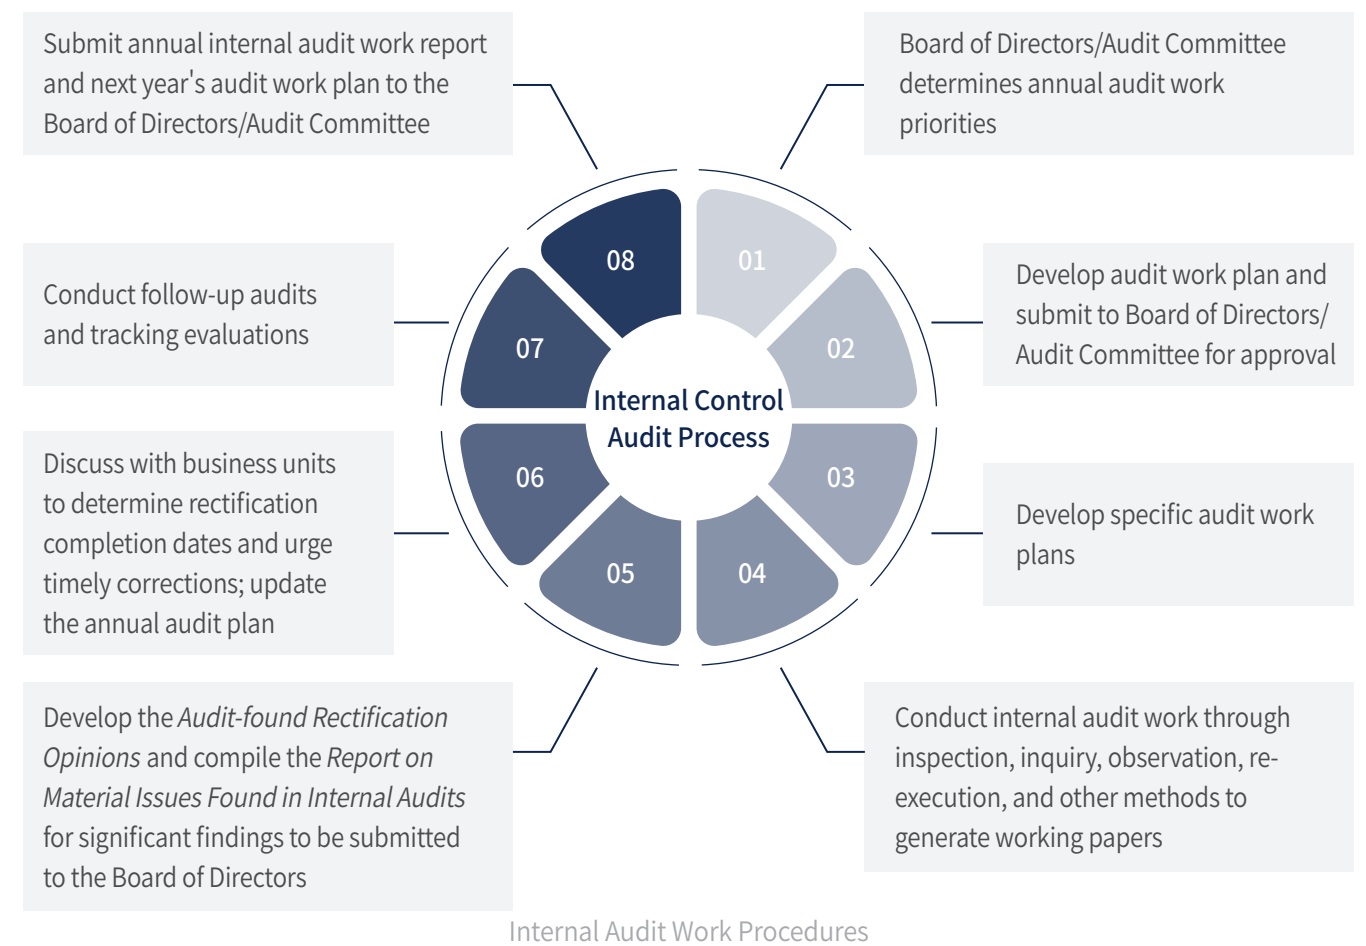 Submit annual internal audit work report
and next year's audit work plan to the
Board of Directors/Audit Committee
Board of Directors/Audit Committee
determines annual audit work
priorities
08
01
Conduct follow-up audits
and tracking evaluations
07
02
Develop audit work plan and
submit to Board of Directors/
Audit Committee for approval
Internal Control
Audit Process
Discuss with business units
to determine rectification
completion dates and urge
timely corrections; update
the annual audit plan
06
03
Develop specific audit work
plans
05
04
Develop the Audit-found Rectification
Opinions and compile the Report on
Material Issues Found in Internal Audits
for significant findings to be submitted
to the Board of Directors
Conduct internal audit work through
inspection, inquiry, observation, re-
execution, and other methods to
generate working papers
Internal Audit Work Procedures